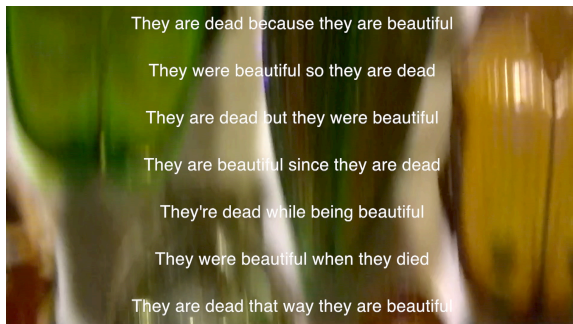 They are dead because they are beautiful
They were beautiful so they are dead
They are dead but they were beautiful
They are beautiful since they are dead
They're dead while being beautiful
They were beautiful when they died
They are dead that way they are beautiful